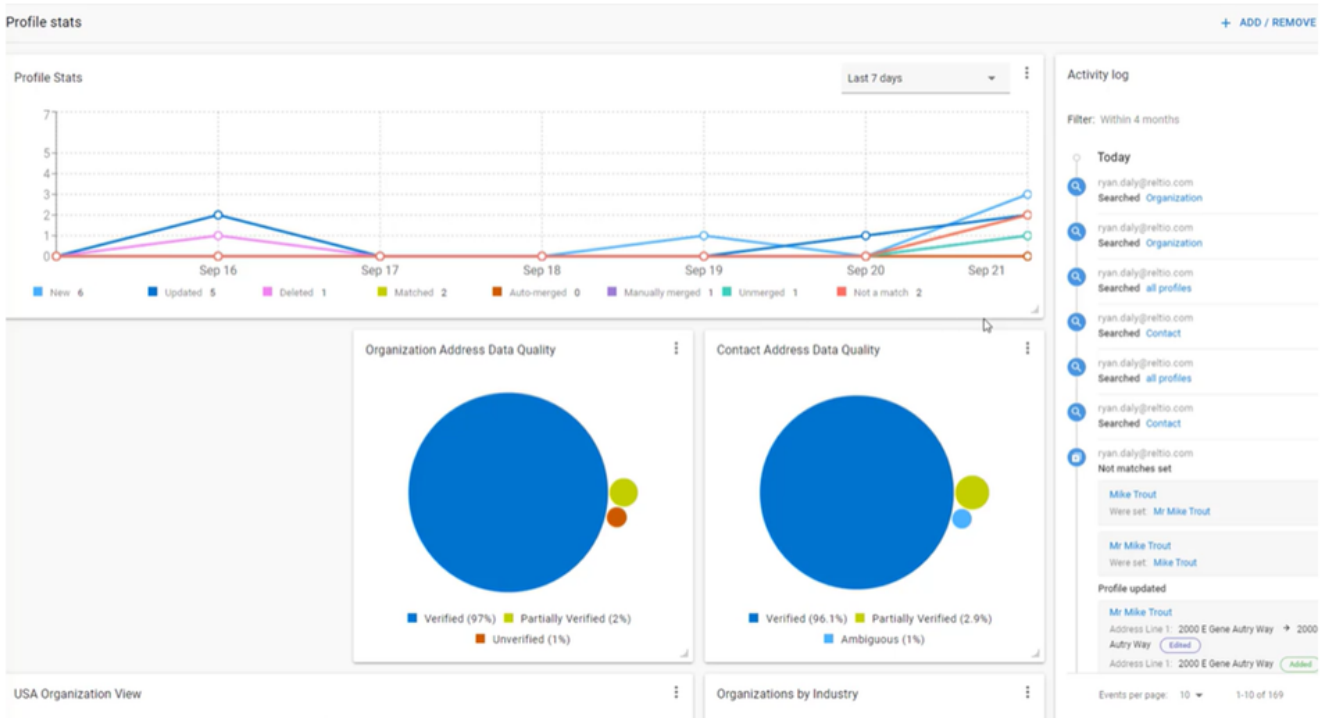 Profile stats
+ ADD / REMOVE
Profile Stats
Last 7 days
7
5
4
3
2
1
0
Sep 16 Sep 17 Sep 18 Sep 19 Sep 20 Sep 21
New 6 Updated 5 Deleted 1 Matched 2 Auto-merged 0 Manually merged 1 Unmerged 1 Not a match 2
Organization Address Data Quality
Verified (97%) Partially Verified (2%)
Unverified (1%)
Contact Address Data Quality
Verified (96.1%) Partially Verified (2.9%)
Ambiguous (1%)
USA Organization View
Organizations by Industry
Activity log
Filter: Within 4 months
Today
ryan.daly@reltio.com
Searched Organization
ryan.daly@reltio.com
Searched Organization
ryan.daly@reltio.com
Searched all profiles
ryan.daly@reltio.com
Searched Contact
ryan.daly@reltio.com
Searched all profiles
ryan.daly@reltio.com
Searched Contact
ryan.daly@reltio.com
Not matches set
Mike Trout
Were set: Mr Mike Trout
Mr Mike Trout
Were set: Mike Trout
Profile updated
Mr Mike Trout
Address Line 1: 2000 E Gene Autry Way → 2000
Autry Way Edited
Address Line 1: 2000 E Gene Autry Way Added
Events per page: 10 1-10 of 169